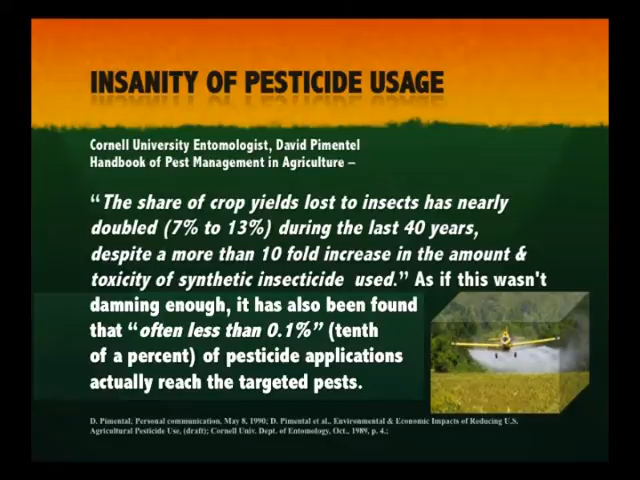 INSANITY OF PESTICIDE USAGE
Cornell University Entomologist, David Pimentel
Handbook of Pest Management in Agriculture –
“The share of crop yields lost to insects has nearly
doubled (7% to 13%) during the last 40 years,
despite a more than 10 fold increase in the amount &
toxicity of synthetic insecticide used.” As if this wasn't
damning enough, it has also been found
that “often less than 0.1%” (tenth
of a percent) of pesticide applications
actually reach the targeted pests.
D. Pimental, Personal communication, May 8, 1990; D. Pimental et al., Environmental & Economic Impacts of Reducing U.S.
Agricultural Pesticide Use, (draft); Cornell Univ. Dept. of Entomology, Oct., 1989, p. 4.;